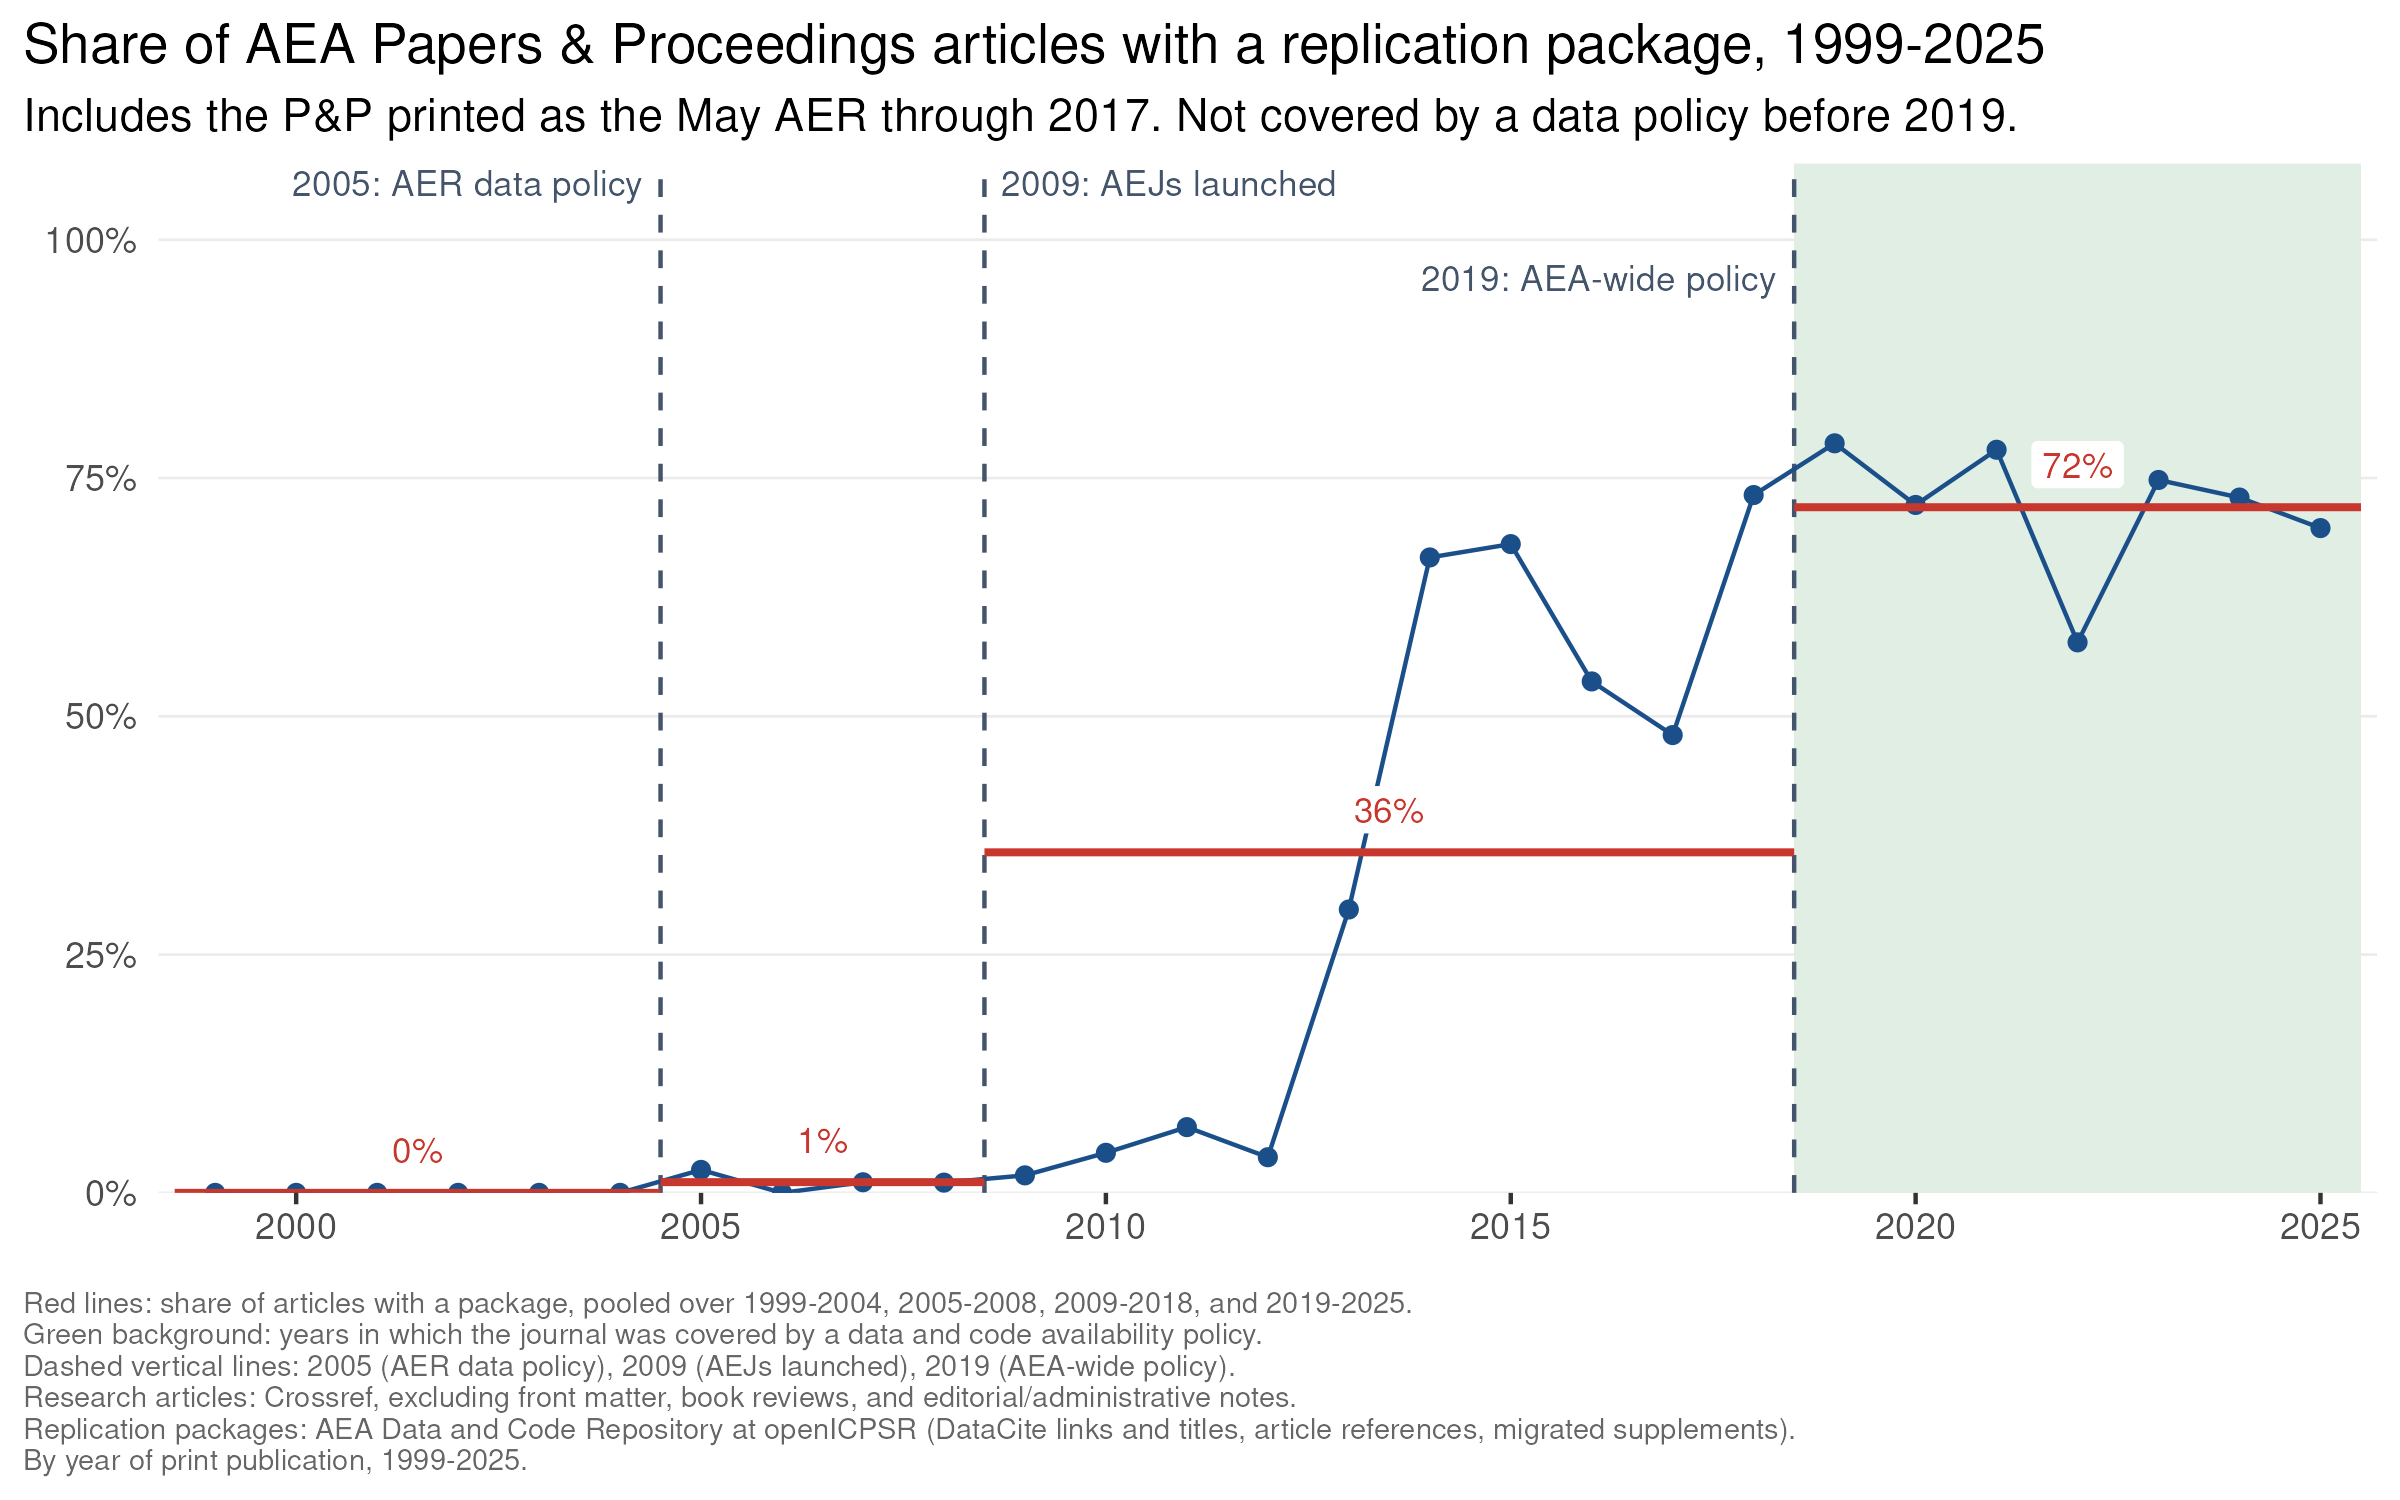 Share of AEA Papers & Proceedings articles with a replication package, 1999-2025
Includes the P&P printed as the May AER through 2017. Not covered by a data policy before 2019.
2005: AER data policy
2009: AEJs launched
100%
2019: AEA-wide policy
72%
75%
50%
36%
25%
0%
1%
0%
2000
2005
2010
2015
2020
2025
Red lines: share of articles with a package, pooled over 1999-2004, 2005-2008, 2009-2018, and 2019-2025.
Green background: years in which the journal was covered by a data and code availability policy.
Dashed vertical lines: 2005 (AER data policy), 2009 (AEJs launched), 2019 (AEA-wide policy).
Research articles: Crossref, excluding front matter, book reviews, and editorial/administrative notes.
Replication packages: AEA Data and Code Repository at openICPSR (DataCite links and titles, article references, migrated supplements).
By year of print publication, 1999-2025.